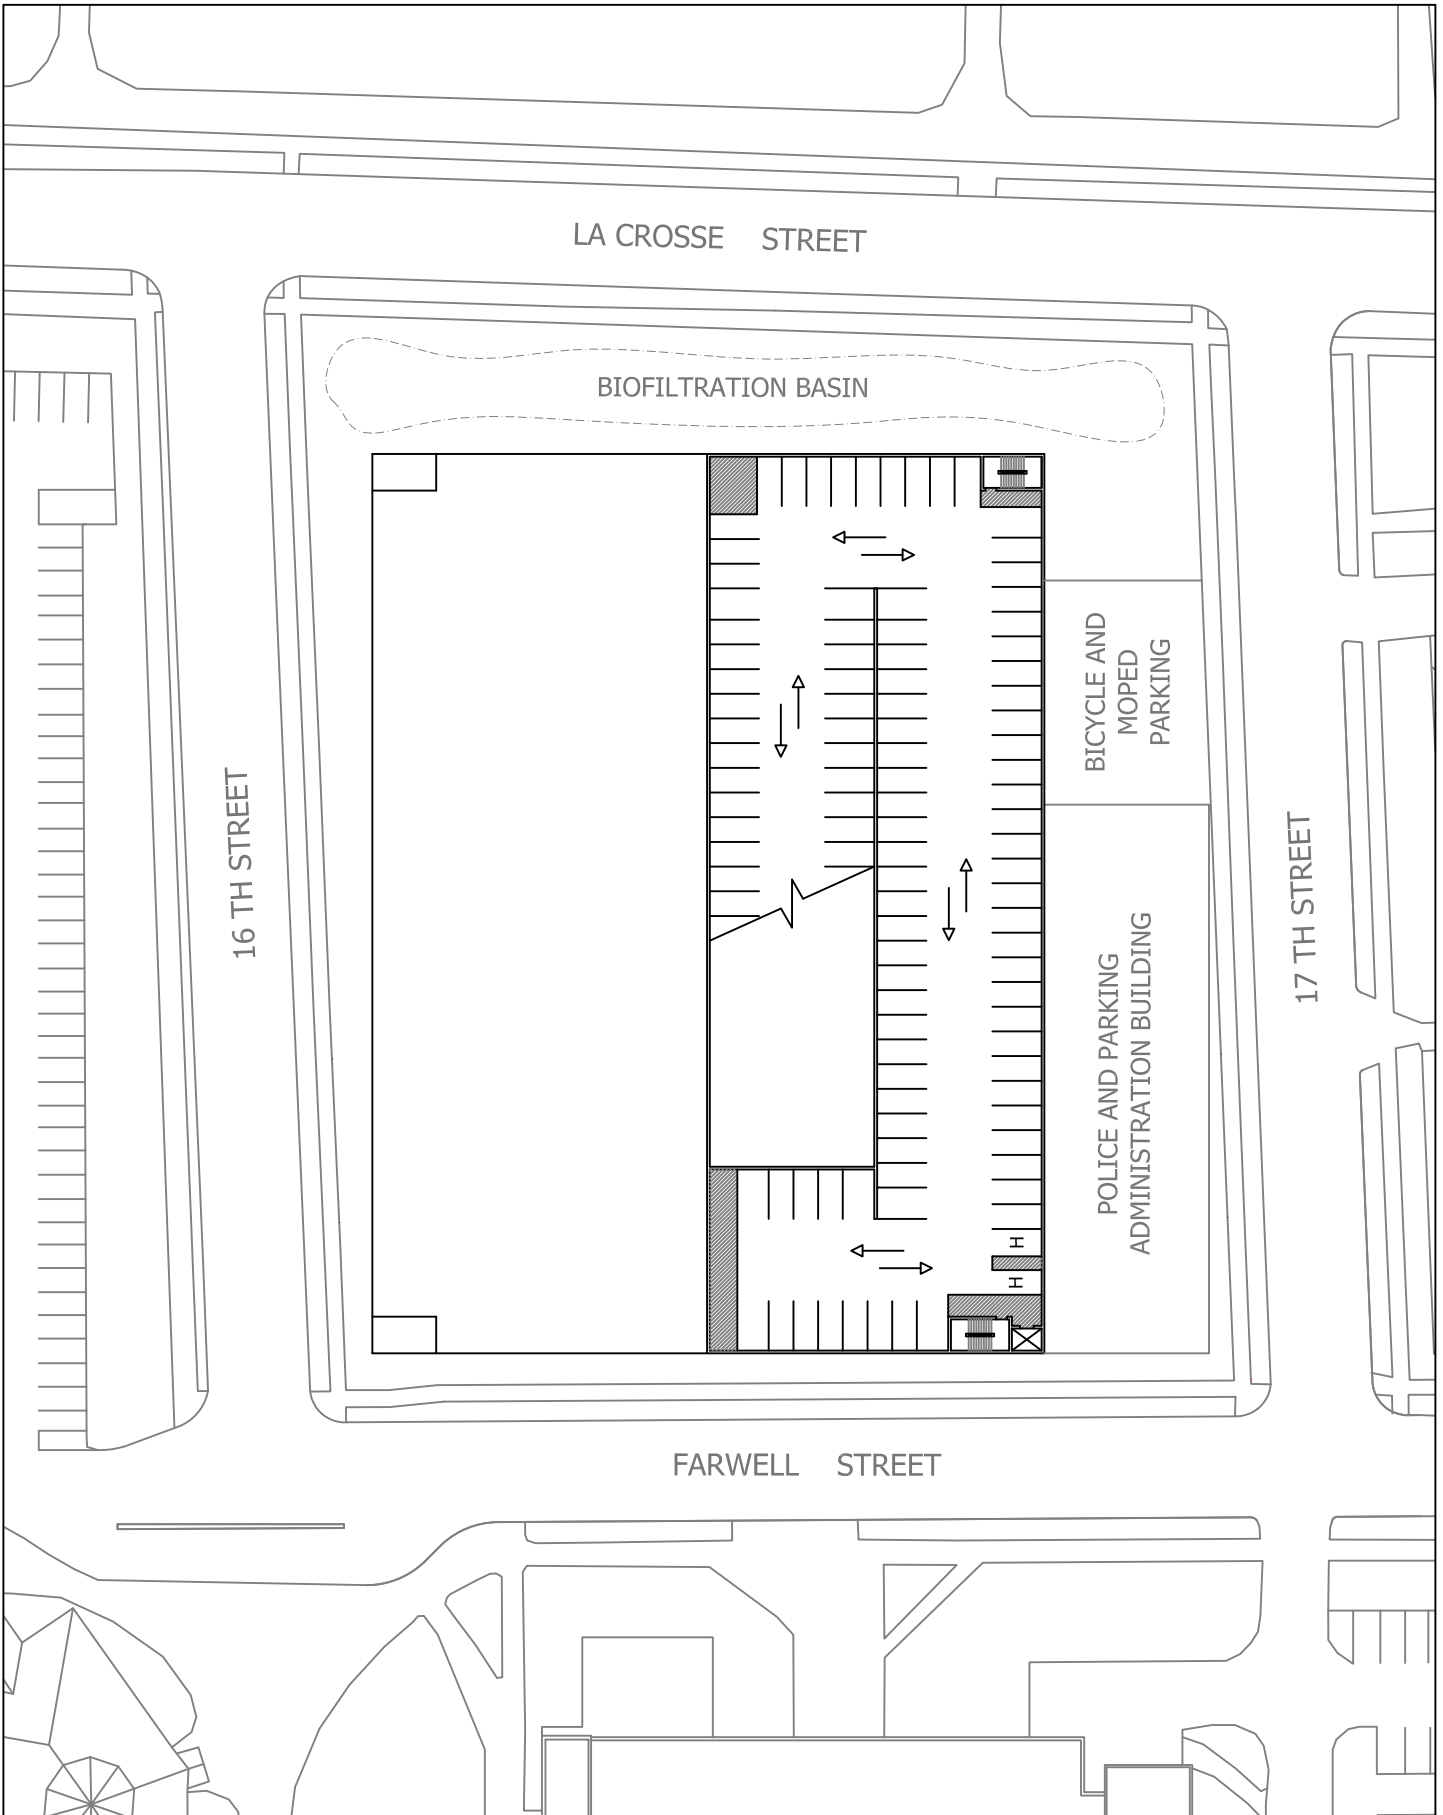 LA CROSSE STREET
BIOFILTRATION BASIN
BICYCLE AND
MOPED
PARKING
16 TH STREET
17 TH STREET
POLICE AND PARKING
ADMINISTRATION BUILDING
H
H
FARWELL STREET